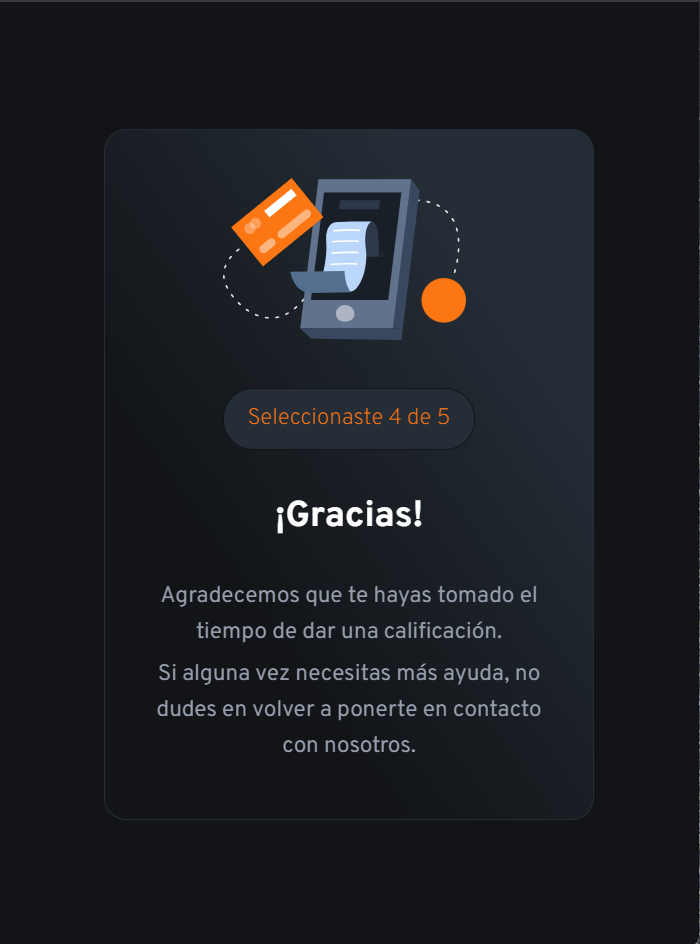 Seleccionaste 4 de 5
¡Gracias!
Agradecemos que te hayas tomado el
tiempo de dar una calificación.
Si alguna vez necesitas más ayuda, no
dudes en volver a ponerte en contacto
con nosotros.